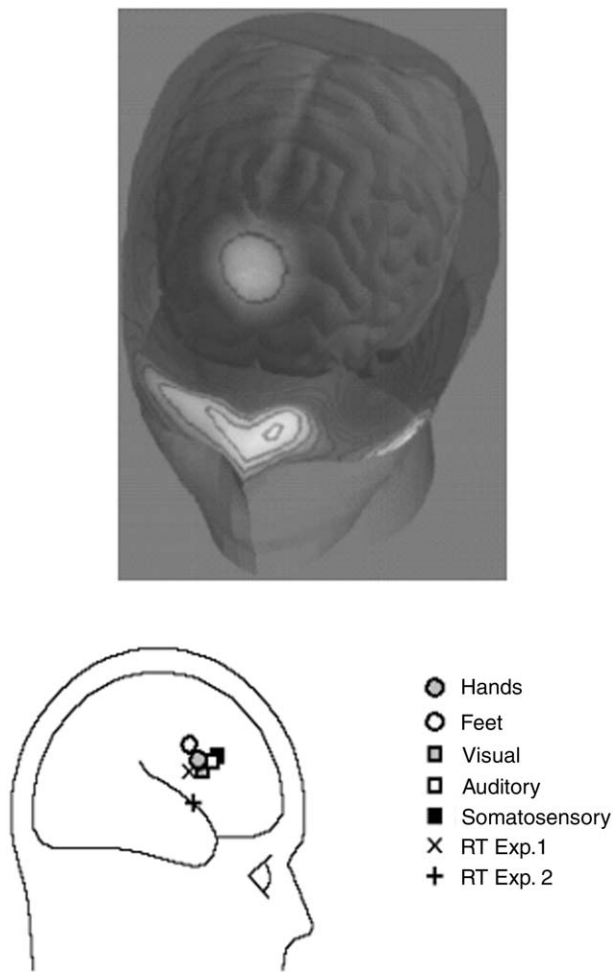 Hands
Feet
Visual
Auditory
Somatosensory
RT Exp.1
RT Exp. 2